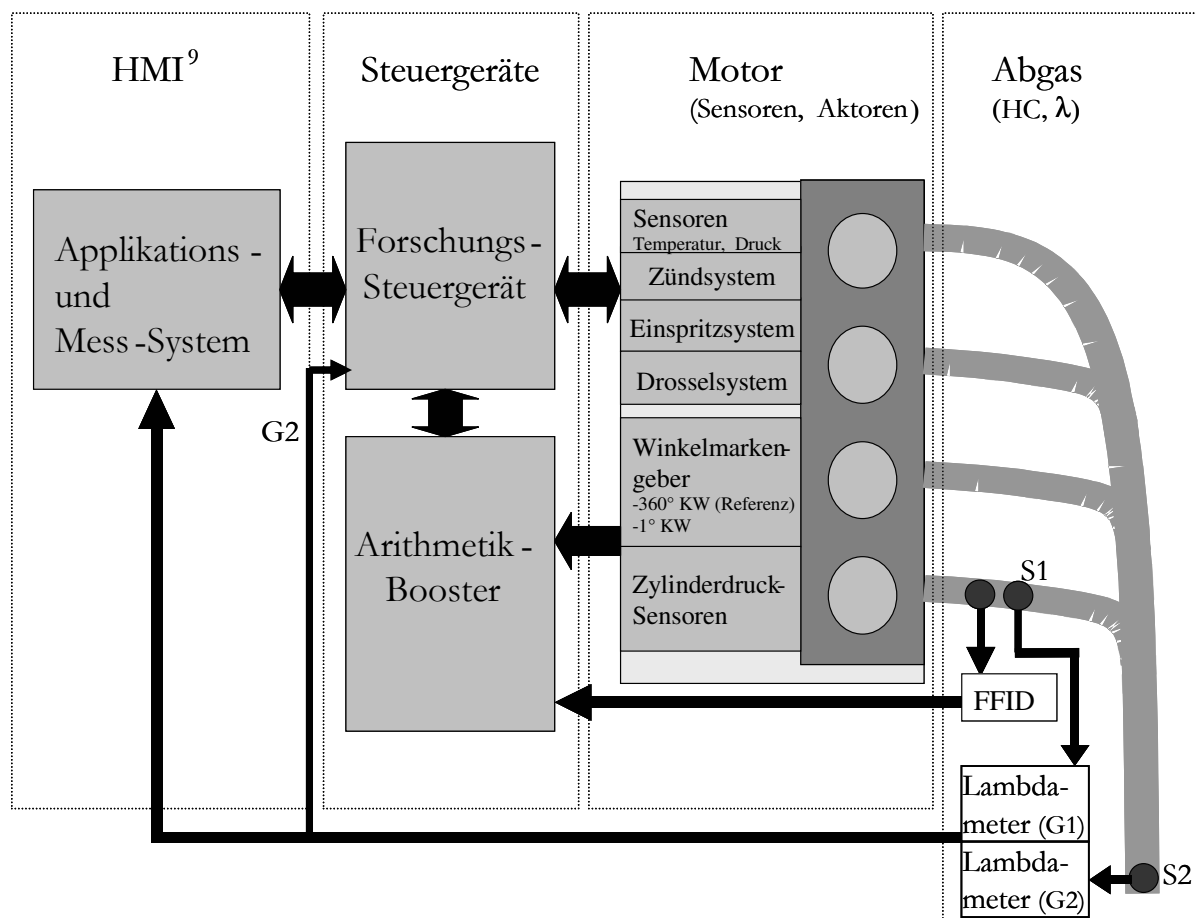 HMI⁹
Steuergeräte
Motor
(Sensoren, Aktoren)
Abgas
(HC, λ)
Applikations -
und
Mess -System
Forschungs-
Steuergerät
Arithmetik -
Booster
G2
Sensoren
Temperatur, Druck
Zündsystem
Einspritzsystem
Drosselsystem
Winkelmarken-
geber
-360° KW (Referenz)
-1° KW
Zylinderdruck-
Sensoren
S1
FFID
Lambda-
meter (G1)
Lambda-
meter (G2)
S2